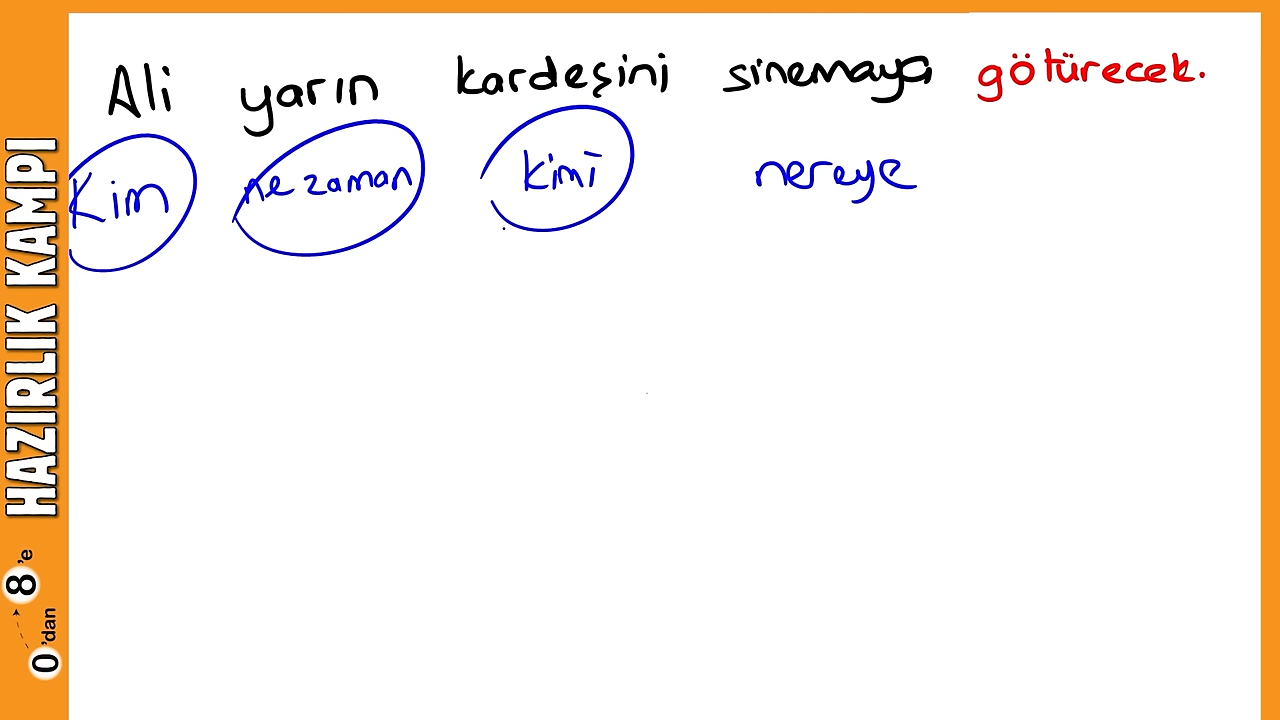 Ali yarın kardeşini sinemaya götürecek.
Kim ne zaman kimi nereye
HAZIRLIK KAMPI
0'dan 8'e